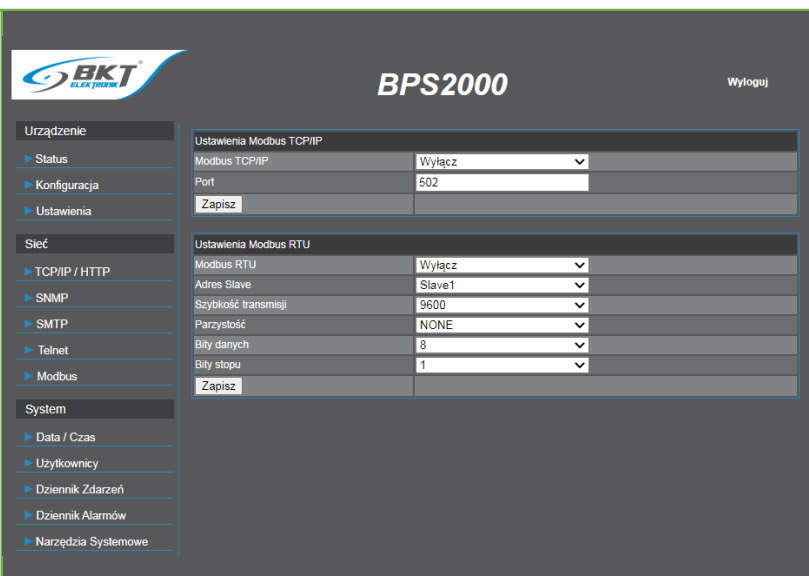 BKT
ELEKTRONIK
BPS2000
Wyloguj
Urządzenie
Status
Konfiguracja
Ustawienia
Sieć
TCP/IP / HTTP
SNMP
SMTP
Telnet
Modbus
System
Data / Czas
Użytkownicy
Dziennik Zdarzeń
Dziennik Alarmów
Narzędzia Systemowe
Ustawienia Modbus TCP/IP
Modbus TCP/IP Wyłącz
Port 502
Zapisz
Ustawienia Modbus RTU
Modbus RTU Wyłącz
Adres Slave Slave1
Szybkość transmisji 9600
Parzystość NONE
Bity danych 8
Bity stopu 1
Zapisz